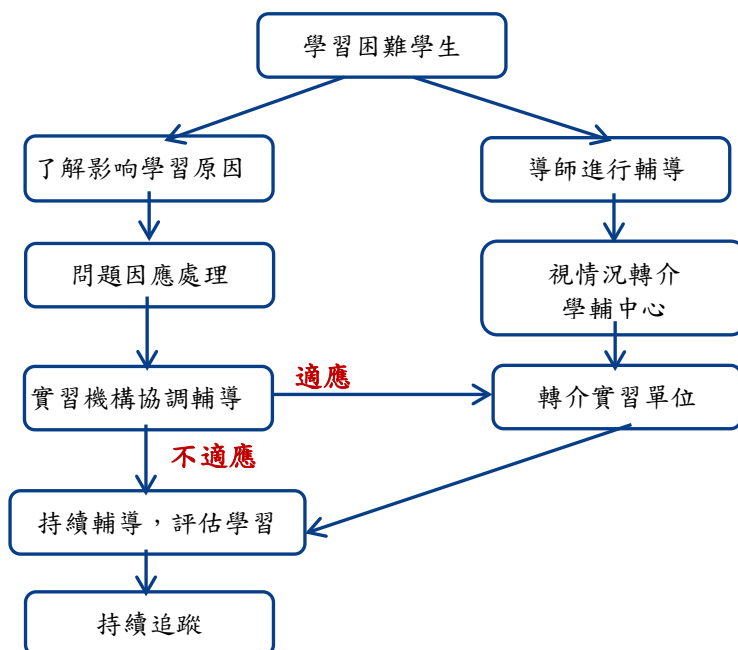 學習困難學生
了解影响學習原因
導師進行輔導
問題因應處理
視情況轉介
學輔中心
適應
實習機構協調輔導
轉介實習單位
不適應
持續輔導，評估學習
持續追蹤